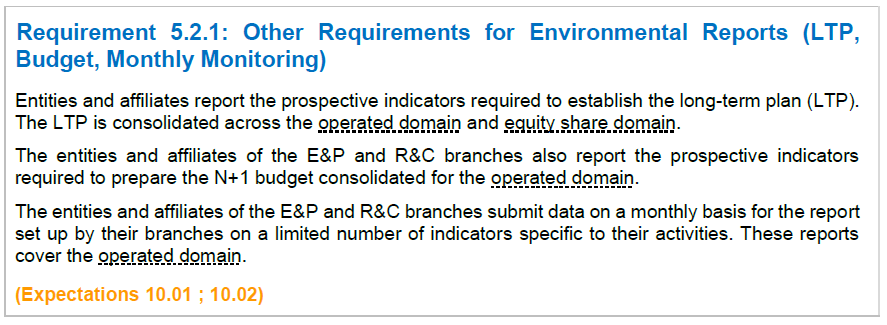 Requirement 5.2.1: Other Requirements for Environmental Reports (LTP,
Budget, Monthly Monitoring)
Entities and affiliates report the prospective indicators required to establish the long-term plan (LTP).
The LTP is consolidated across the operated domain and equity share domain.
The entities and affiliates of the E&P and R&C branches also report the prospective indicators
required to prepare the N+1 budget consolidated for the operated domain.
The entities and affiliates of the E&P and R&C branches submit data on a monthly basis for the report
set up by their branches on a limited number of indicators specific to their activities. These reports
cover the operated domain.
(Expectations 10.01 ; 10.02)